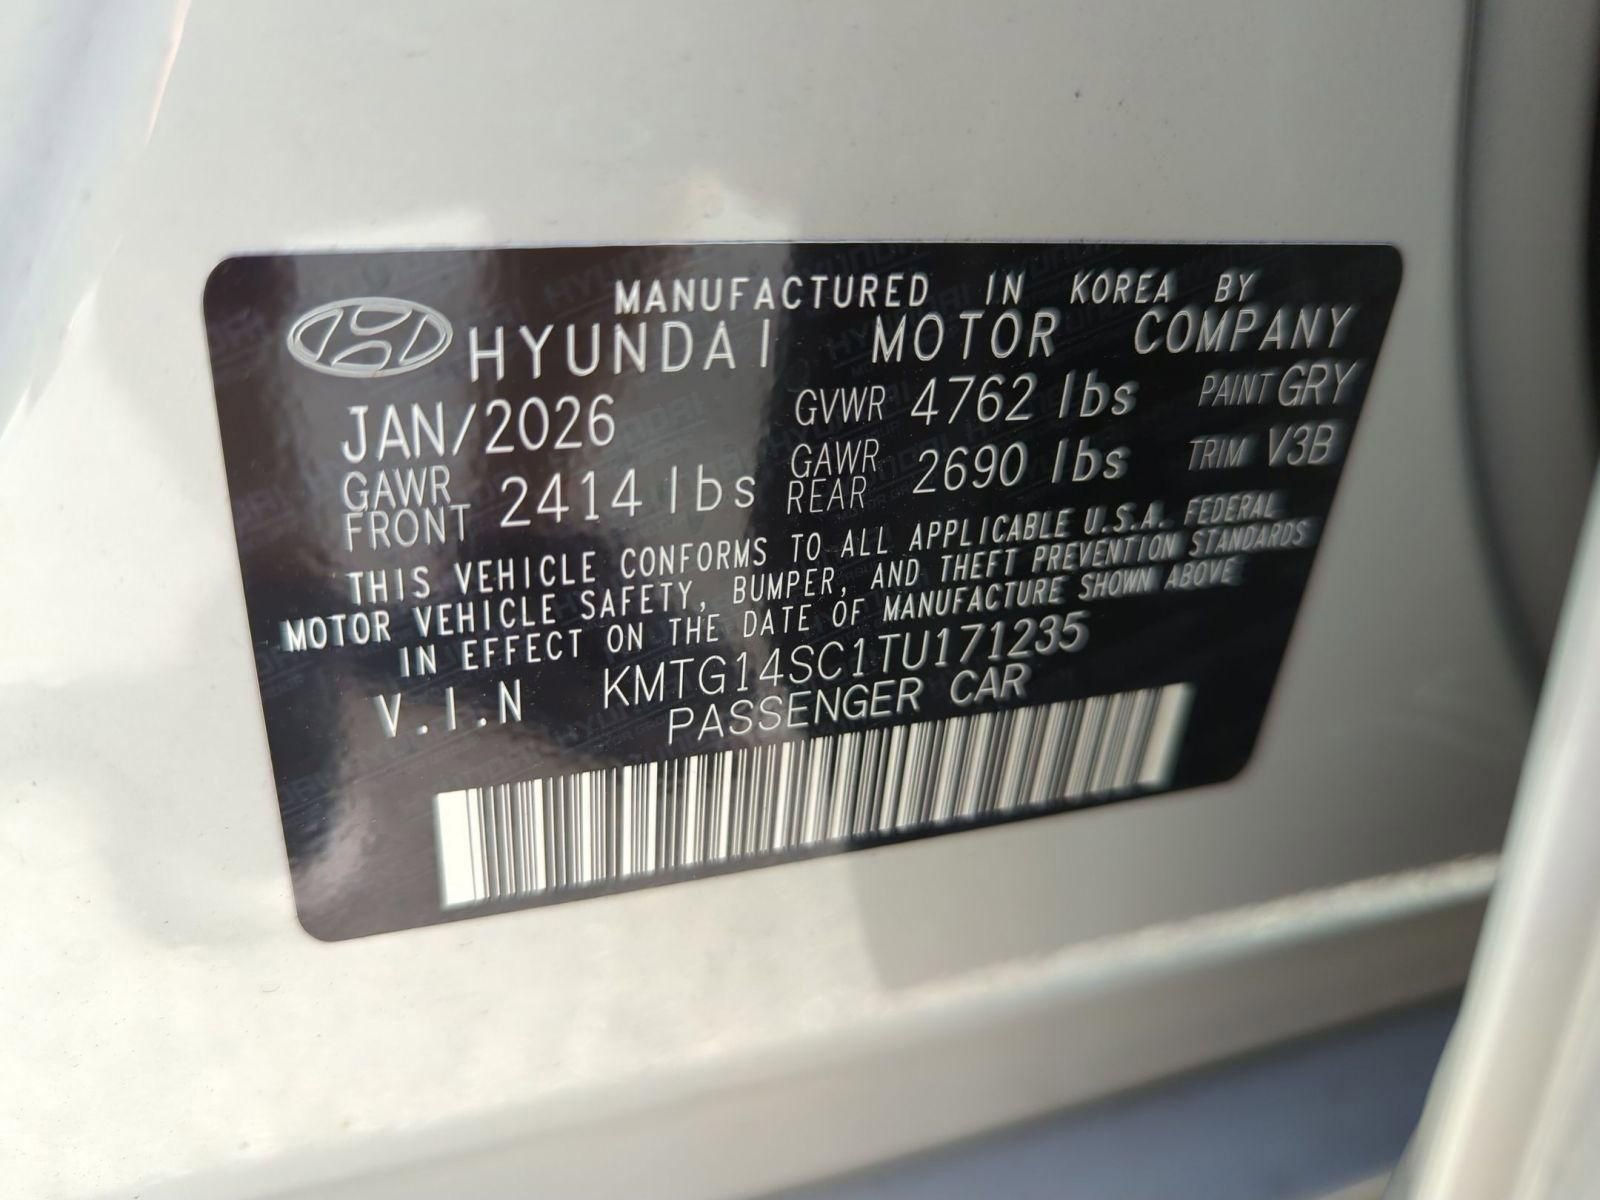 MANUFACTURED IN KOREA BY
HYUNDAI MOTOR COMPANY
JAN/2026 GVWR 4762 lbs PAINT GRY
GAWR FRONT 2414 lbs GAWR REAR 2690 lbs TRIM V3B
THIS VEHICLE CONFORMS TO ALL APPLICABLE U.S.A. FEDERAL
MOTOR VEHICLE SAFETY, BUMPER, AND THEFT PREVENTION STANDARDS
IN EFFECT ON THE DATE OF MANUFACTURE SHOWN ABOVE
V.I.N KMTG14SC1TU171235
PASSENGER CAR